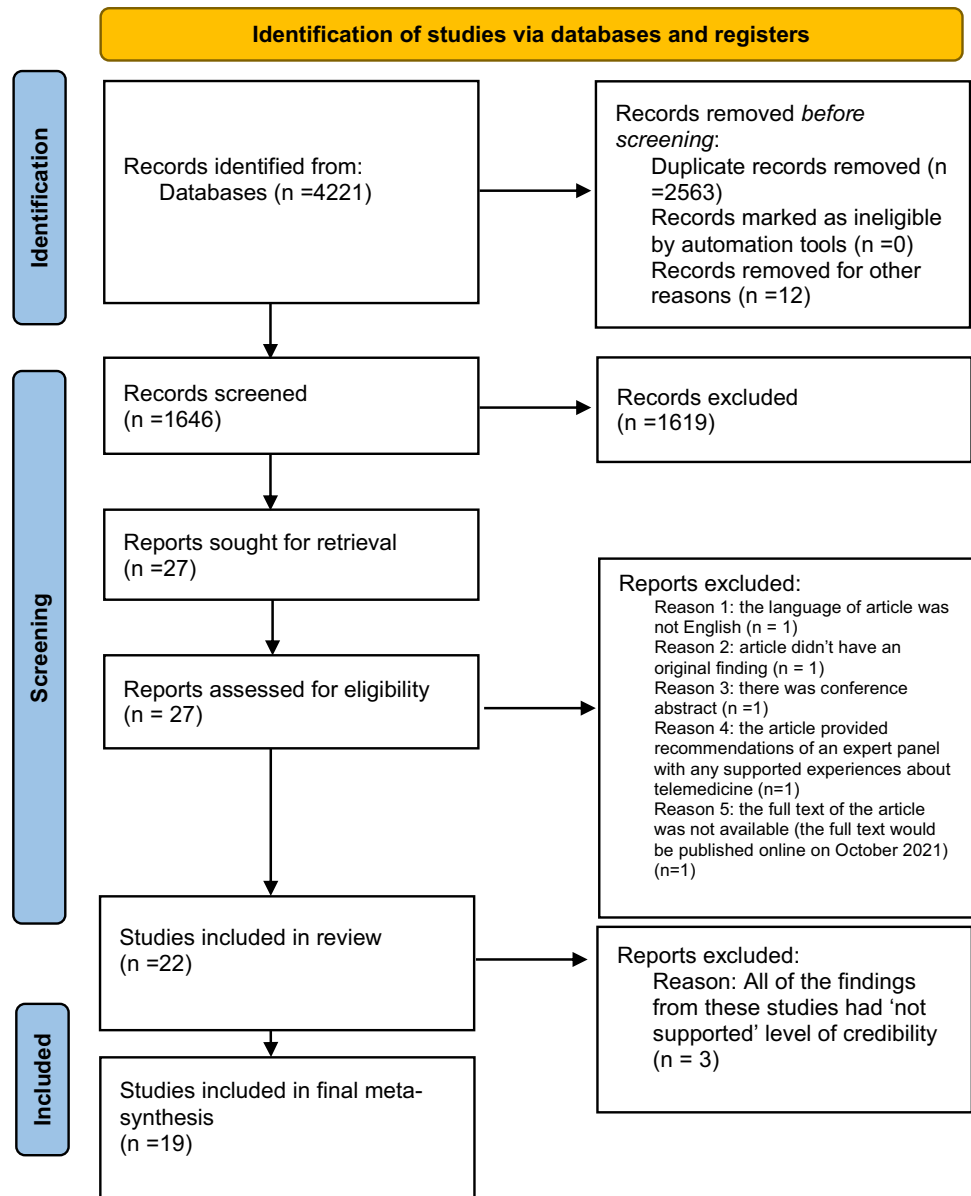 Identification of studies via databases and registers
Identification
Records identified from:
Databases (n =4221)
Records removed before
screening:
Duplicate records removed (n
=2563)
Records marked as ineligible
by automation tools (n =0)
Records removed for other
reasons (n =12)
Screening
Records screened
(n =1646)
Records excluded
(n =1619)
Reports sought for retrieval
(n =27)
Reports assessed for eligibility
(n = 27)
Reports excluded:
Reason 1: the language of article was
not English (n = 1)
Reason 2: article didn’t have an
original finding (n = 1)
Reason 3: there was conference
abstract (n =1)
Reason 4: the article provided
recommendations of an expert panel
with any supported experiences about
telemedicine (n=1)
Reason 5: the full text of the article
was not available (the full text would
be published online on October 2021)
(n=1)
Studies included in review
(n =22)
Reports excluded:
Reason: All of the findings
from these studies had ‘not
supported’ level of credibility
(n = 3)
Included
Studies included in final meta-
synthesis
(n =19)